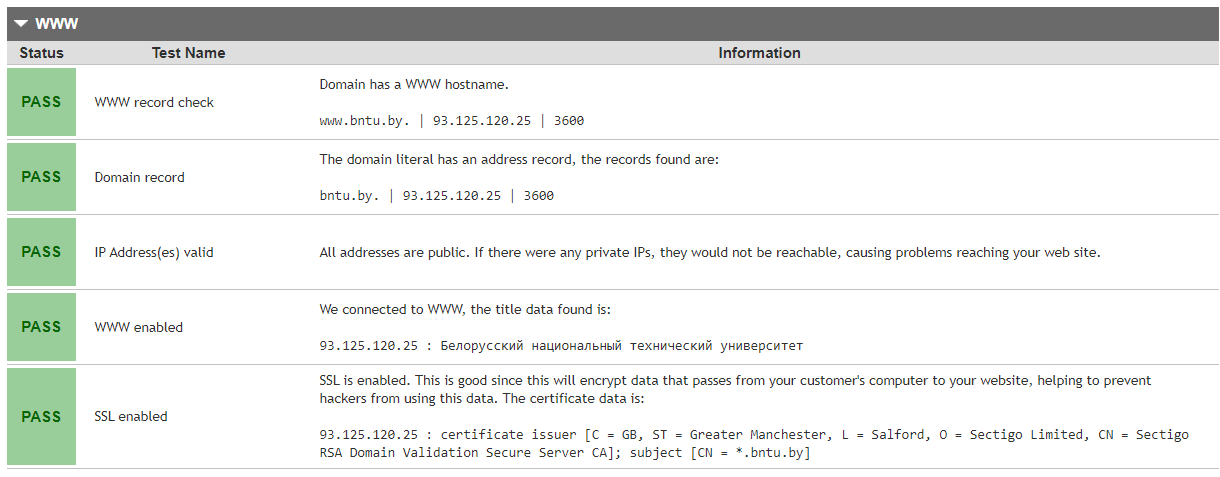 WWW
Status Test Name Information
PASS WWW record check Domain has a WWW hostname.
www.bntu.by. | 93.125.120.25 | 3600
PASS Domain record The domain literal has an address record, the records found are:
bntu.by. | 93.125.120.25 | 3600
PASS IP Address(es) valid All addresses are public. If there were any private IPs, they would not be reachable, causing problems reaching your web site.
PASS WWW enabled We connected to WWW, the title data found is:
93.125.120.25 : Белорусский национальный технический университет
PASS SSL enabled SSL is enabled. This is good since this will encrypt data that passes from your customer's computer to your website, helping to prevent
hackers from using this data. The certificate data is:
93.125.120.25 : certificate issuer [C = GB, ST = Greater Manchester, L = Salford, O = Sectigo Limited, CN = Sectigo
RSA Domain Validation Secure Server CA]; subject [CN = *.bntu.by]